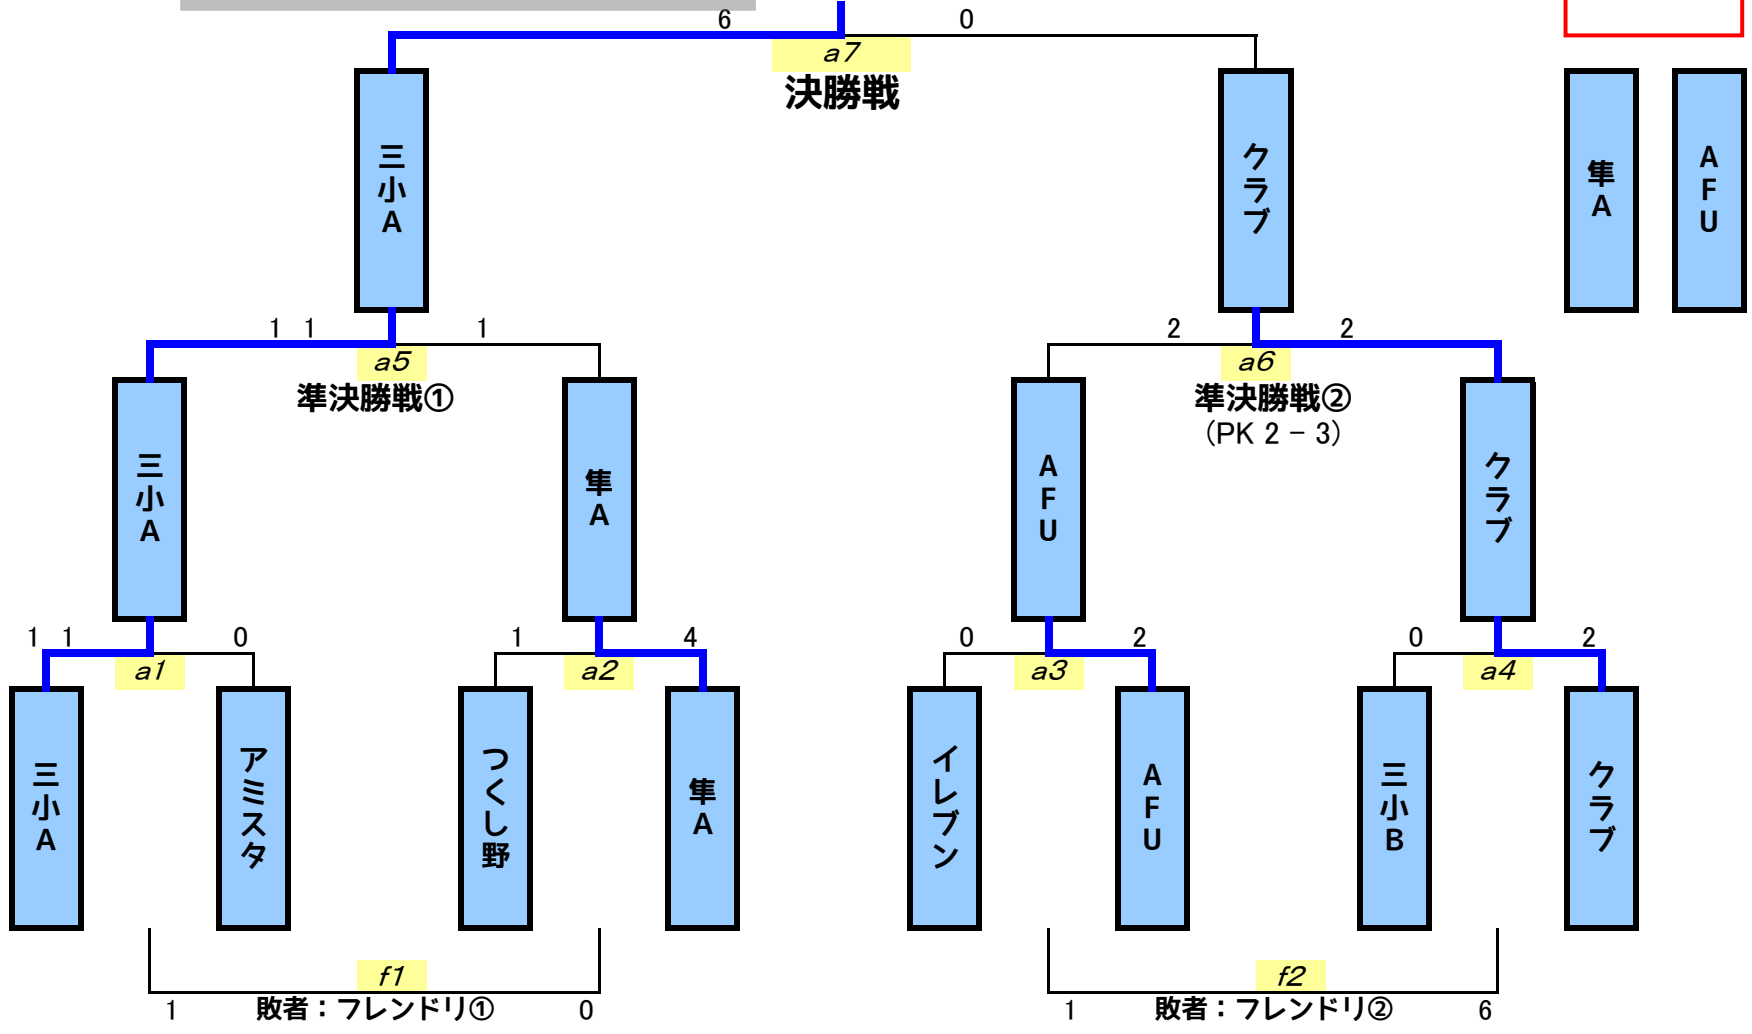 6 0
a7
決勝戦
三小A
クラブ
隼A
AFU
1 1 1
a5
準決勝戦①
2 2
a6
準決勝戦②
(PK 2 − 3)
三小A
隼A
AFU
クラブ
1 1 0
a1
1 4
a2
0 2
a3
0 2
a4
三小A
アミスタ
つくし野
隼A
イレブン
AFU
三小B
クラブ
f1
1 敗者：フレンドリ① 0
f2
1 敗者：フレンドリ② 6